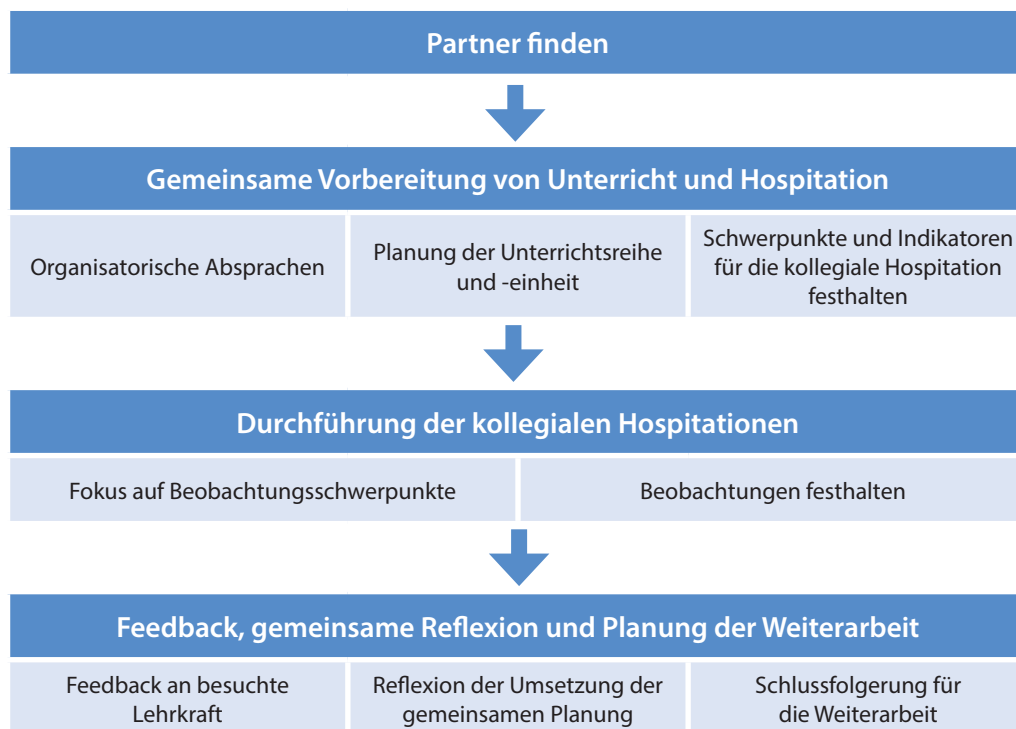 Partner finden
Gemeinsame Vorbereitung von Unterricht und Hospitation
Organisatorische Absprachen
Planung der Unterrichtsreihe
und -einheit
Schwerpunkte und Indikatoren
für die kollegiale Hospitation
festhalten
Durchführung der kollegialen Hospitationen
Fokus auf Beobachtungsschwerpunkte
Beobachtungen festhalten
Feedback, gemeinsame Reflexion und Planung der Weiterarbeit
Feedback an besuchte
Lehrkraft
Reflexion der Umsetzung der
gemeinsamen Planung
Schlussfolgerung für
die Weiterarbeit